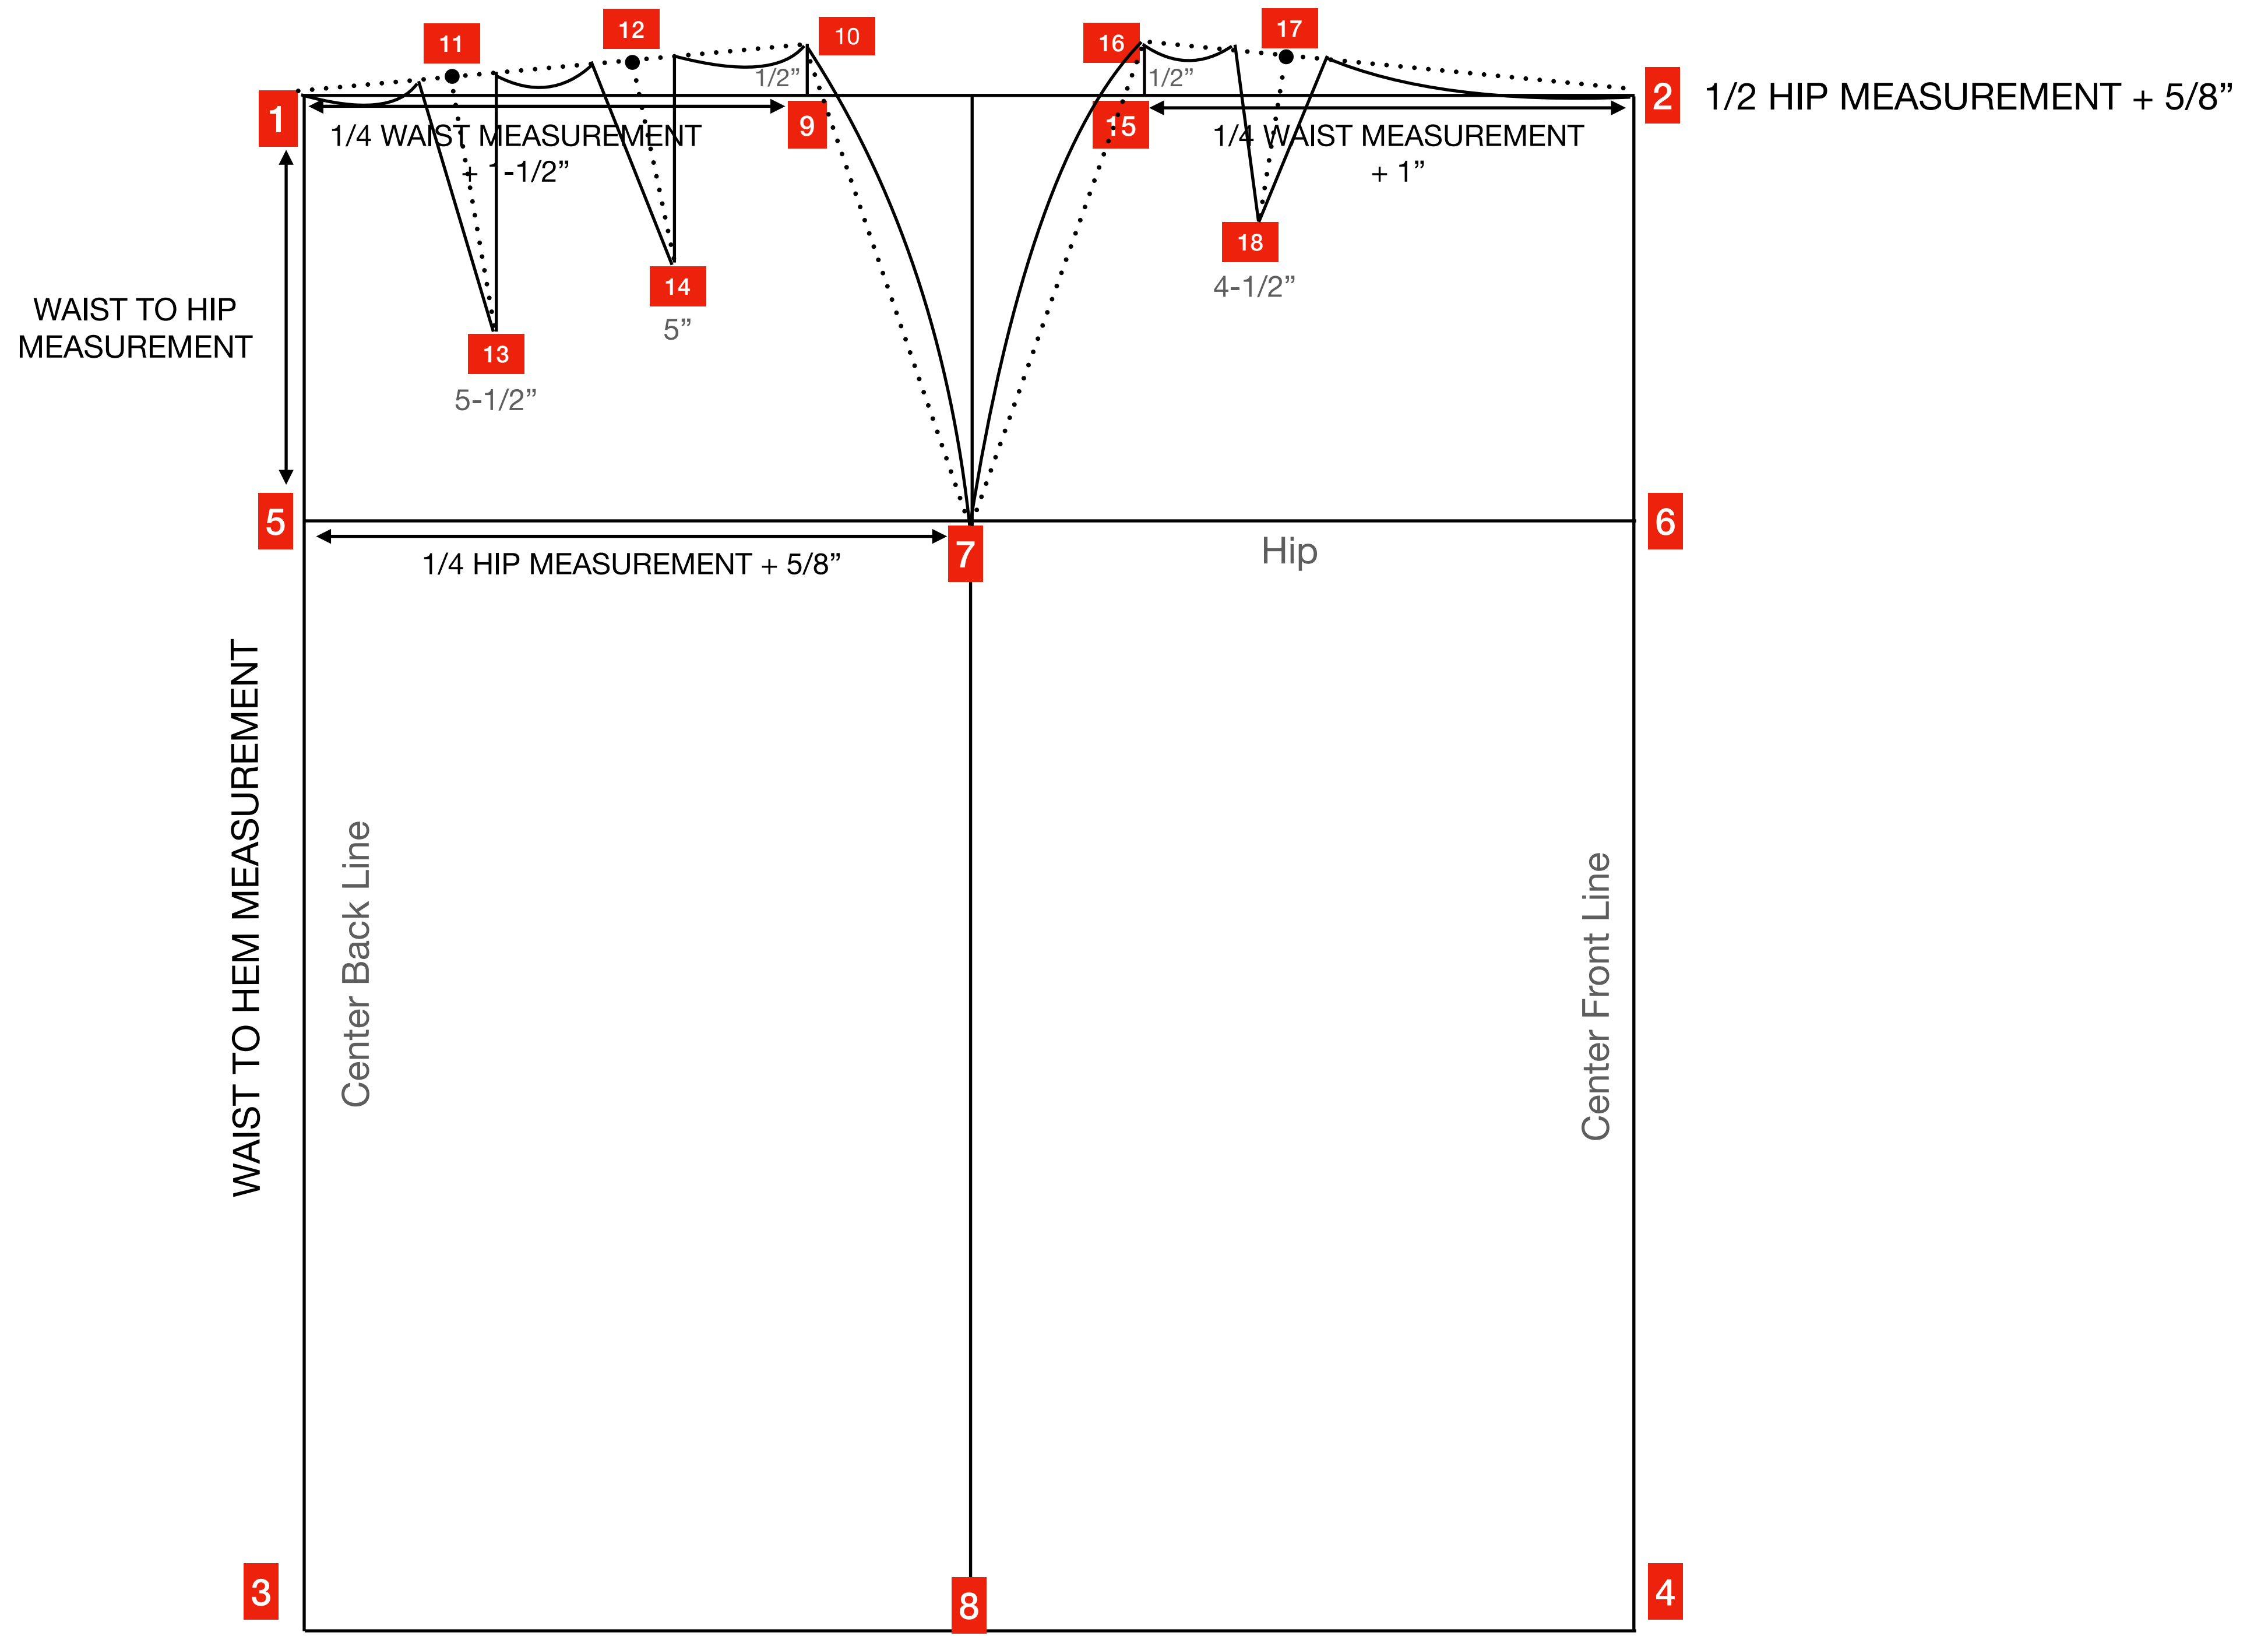 11
12
10
16
17
1/2”
1/2”
1
9
15
2
1/2 HIP MEASUREMENT + 5/8”
1/4 WAIST MEASUREMENT
+ 1-1/2”
1/4 WAIST MEASUREMENT
+ 1”
18
4-1/2”
14
5”
13
5-1/2”
WAIST TO HIP
MEASUREMENT
5
7
6
1/4 HIP MEASUREMENT + 5/8”
Hip
WAIST TO HEM MEASUREMENT
Center Back Line
Center Front Line
3
8
4